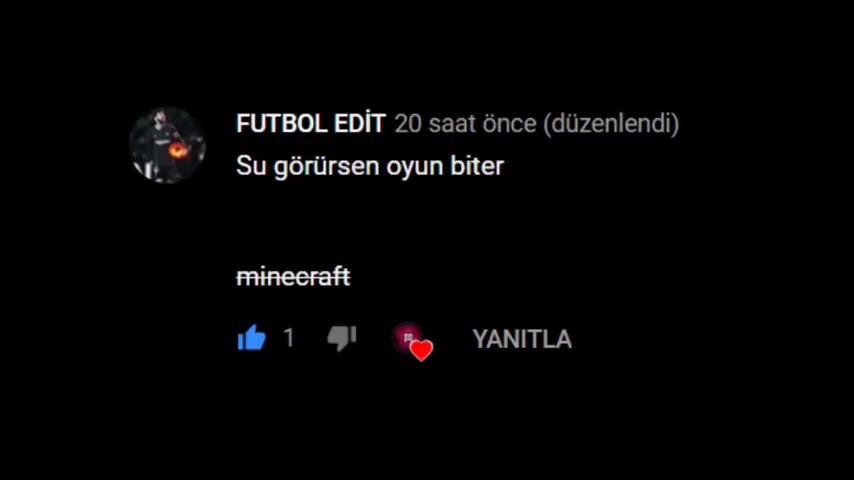 FUTBOL EDİT 20 saat önce (düzenlendi)
Su görürsen oyun biter
minecraft
1 YANITLA